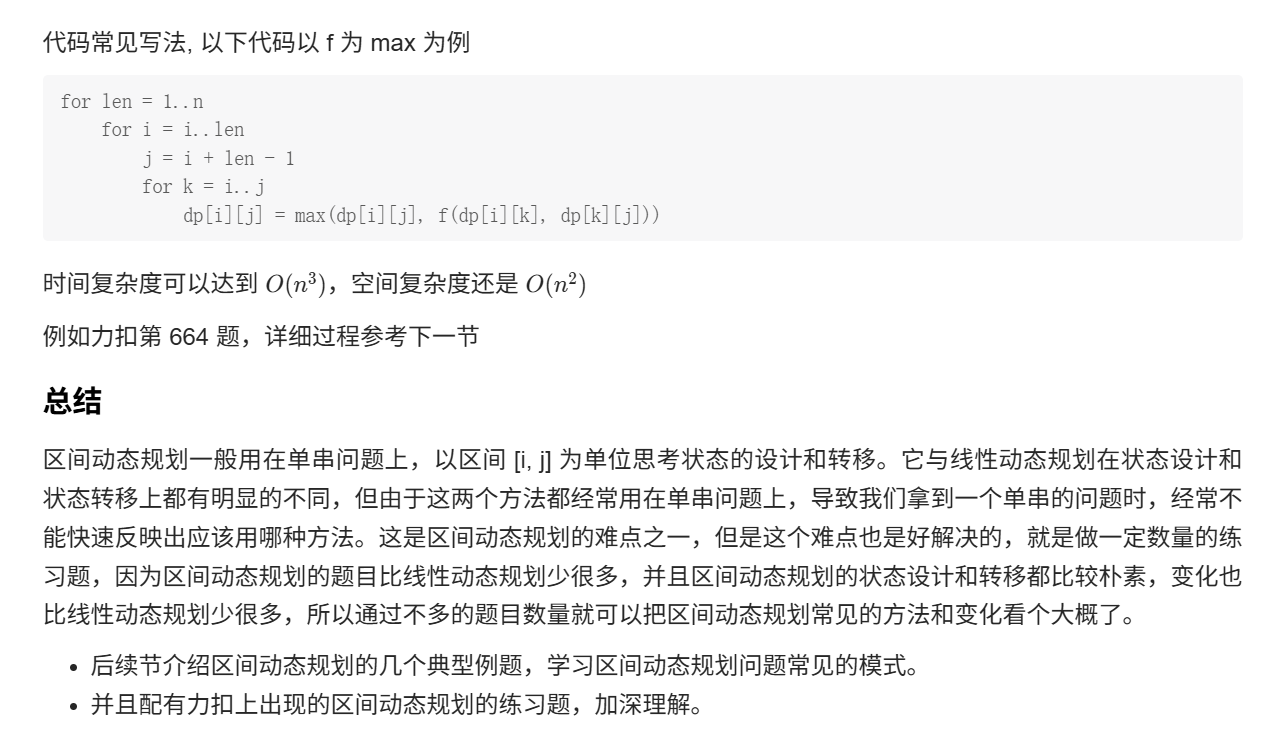 代码常见写法, 以下代码以 f 为 max 为例
for len = 1..n
    for i = i..len
        j = i + len - 1
        for k = i..j
            dp[i][j] = max(dp[i][j], f(dp[i][k], dp[k][j]))
时间复杂度可以达到 O(n³)，空间复杂度还是 O(n²)
例如力扣第 664 题，详细过程参考下一节
总结
区间动态规划一般用在单串问题上，以区间 [i, j] 为单位思考状态的设计和转移。它与线性动态规划在状态设计和
状态转移上都有明显的不同，但由于这两个方法都经常用在单串问题上，导致我们拿到一个单串的问题时，经常不
能快速反映出应该用哪种方法。这是区间动态规划的难点之一，但是这个难点也是好解决的，就是做一定数量的练
习题，因为区间动态规划的题目比线性动态规划少很多，并且区间动态规划的状态设计和转移都比较朴素，变化也
比线性动态规划少很多，所以通过不多的题目数量就可以把区间动态规划常见的方法和变化看个大概了。
• 后续节介绍区间动态规划的几个典型例题，学习区间动态规划问题常见的模式。
• 并且配有力扣上出现的区间动态规划的练习题，加深理解。